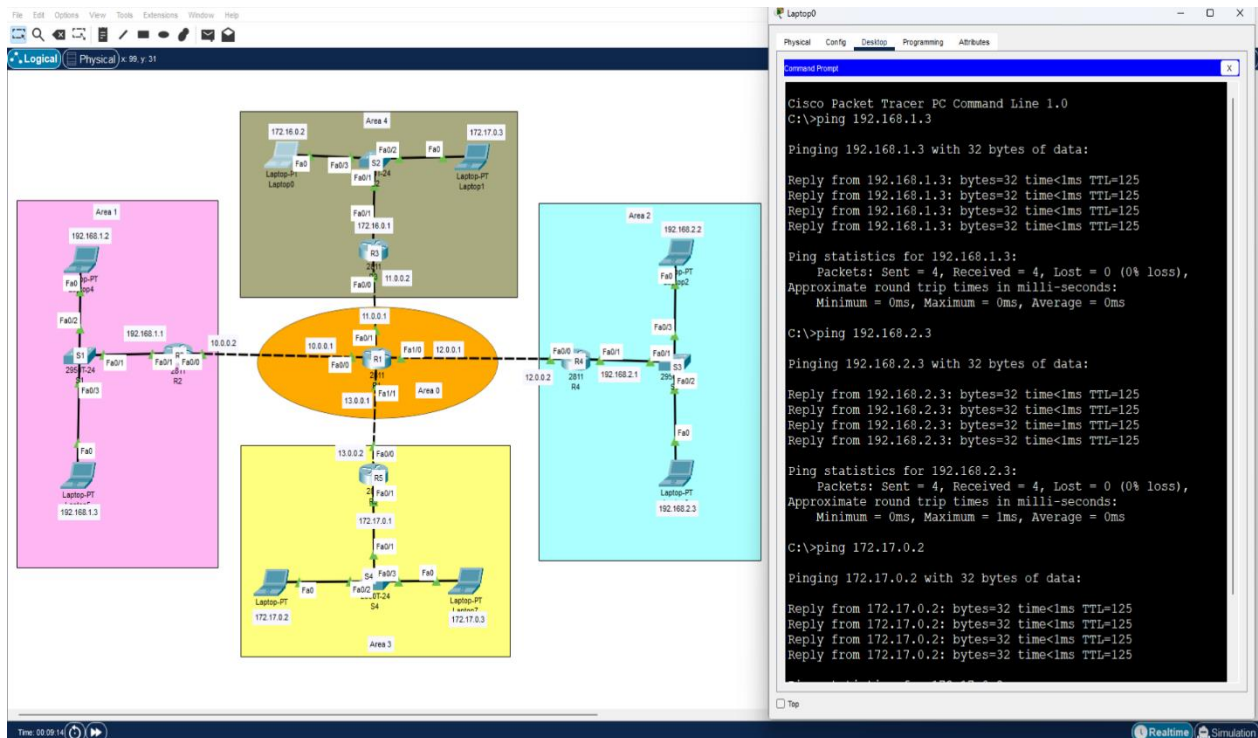 File Edit Options View Tools Extensions Window Help
Logical Physical x: 99, y: 31
Area 4
172.16.0.2
172.17.0.3
Fa0/2
Fa0
Fa0
Fa0/3
S2
Laptop0
Laptop-PT
Laptop1
Fa0/1
Fa0/1
172.16.0.1
R3
2811
Fa0/0
11.0.0.2
Area 1
192.168.1.2
Fa0
Fa0/2
192.168.1.1
10.0.0.2
S1
Fa0/1
Fa0/1
Fa0/0
2811
R2
Fa0/3
Fa0
Laptop-PT
192.168.1.3
11.0.0.1
Fa0/1
10.0.0.1
Fa0/0
R1
Fa1/0
12.0.0.1
Fa1/1
Area 0
13.0.0.1
Area 2
192.168.2.2
Fa0
Fa0/3
Fa0/0
R4
Fa0/1
Fa0/1
S3
12.0.0.2
2811
R4
192.168.2.1
Fa0/2
Fa0
Laptop-PT
192.168.2.3
13.0.0.2
Fa0/0
R5
Fa0/1
172.17.0.1
Fa0/1
S4
Fa0/3
Fa0
Fa0
Fa0/2
S4
Laptop-PT
172.17.0.2
Laptop-PT
172.17.0.3
Area 3
Time: 00:09:14
Realtime Simulation
Laptop0
Physical Config Desktop Programming Attributes
Command Prompt X
Cisco Packet Tracer PC Command Line 1.0
C:\>ping 192.168.1.3
Pinging 192.168.1.3 with 32 bytes of data:
Reply from 192.168.1.3: bytes=32 time<1ms TTL=125
Reply from 192.168.1.3: bytes=32 time<1ms TTL=125
Reply from 192.168.1.3: bytes=32 time<1ms TTL=125
Reply from 192.168.1.3: bytes=32 time<1ms TTL=125
Ping statistics for 192.168.1.3:
Packets: Sent = 4, Received = 4, Lost = 0 (0% loss),
Approximate round trip times in milli-seconds:
Minimum = 0ms, Maximum = 0ms, Average = 0ms
C:\>ping 192.168.2.3
Pinging 192.168.2.3 with 32 bytes of data:
Reply from 192.168.2.3: bytes=32 time<1ms TTL=125
Reply from 192.168.2.3: bytes=32 time<1ms TTL=125
Reply from 192.168.2.3: bytes=32 time=1ms TTL=125
Reply from 192.168.2.3: bytes=32 time<1ms TTL=125
Ping statistics for 192.168.2.3:
Packets: Sent = 4, Received = 4, Lost = 0 (0% loss),
Approximate round trip times in milli-seconds:
Minimum = 0ms, Maximum = 1ms, Average = 0ms
C:\>ping 172.17.0.2
Pinging 172.17.0.2 with 32 bytes of data:
Reply from 172.17.0.2: bytes=32 time<1ms TTL=125
Reply from 172.17.0.2: bytes=32 time<1ms TTL=125
Reply from 172.17.0.2: bytes=32 time<1ms TTL=125
Reply from 172.17.0.2: bytes=32 time<1ms TTL=125
Top